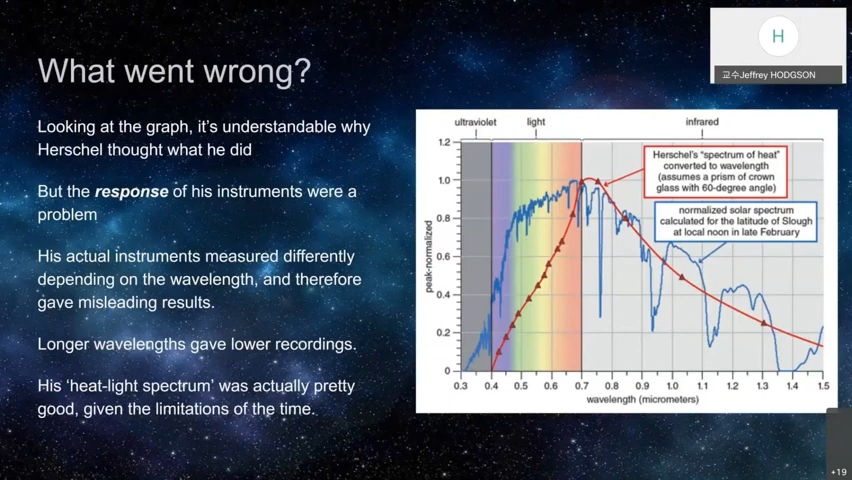 What went wrong?
Looking at the graph, it's understandable why
Herschel thought what he did
But the response of his instruments were a
problem
His actual instruments measured differently
depending on the wavelength, and therefore
gave misleading results.
Longer wavelengths gave lower recordings.
His 'heat-light spectrum' was actually pretty
good, given the limitations of the time.
H
교수Jeffrey HODGSON
ultraviolet light infrared
Herschel's "spectrum of heat"
converted to wavelength
(assumes a prism of crown
glass with 60-degree angle)
normalized solar spectrum
calculated for the latitude of Slough
at local noon in late February
peak-normalized
1.2
1.0
0.8
0.6
0.4
0.2
0
0.3 0.4 0.5 0.6 0.7 0.8 0.9 1.0 1.1 1.2 1.3 1.4 1.5
wavelength (micrometers)
+19